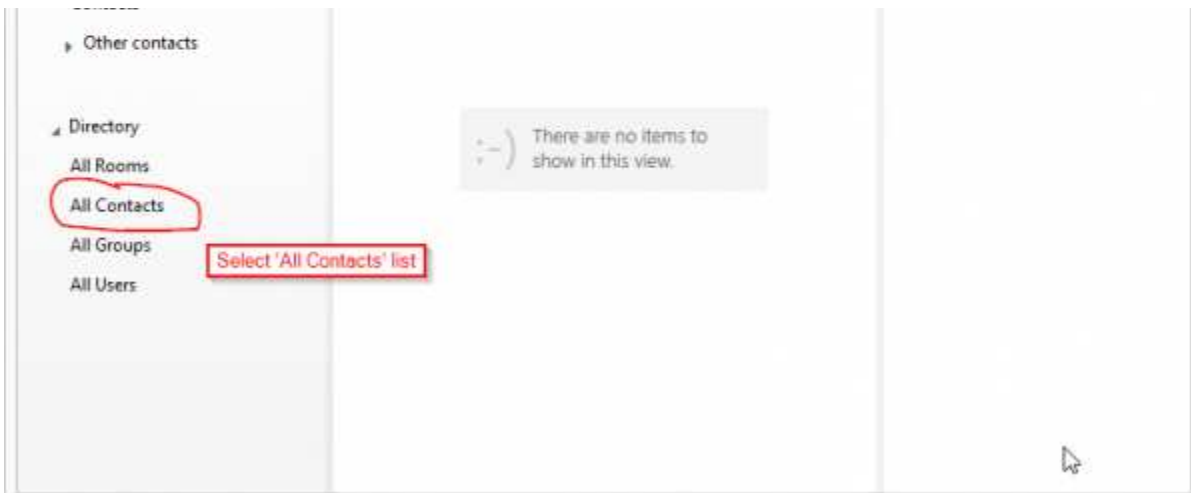 Other contacts
Directory
All Rooms
All Contacts
All Groups
All Users
There are no items to
show in this view.
:-)
Select 'All Contacts' list